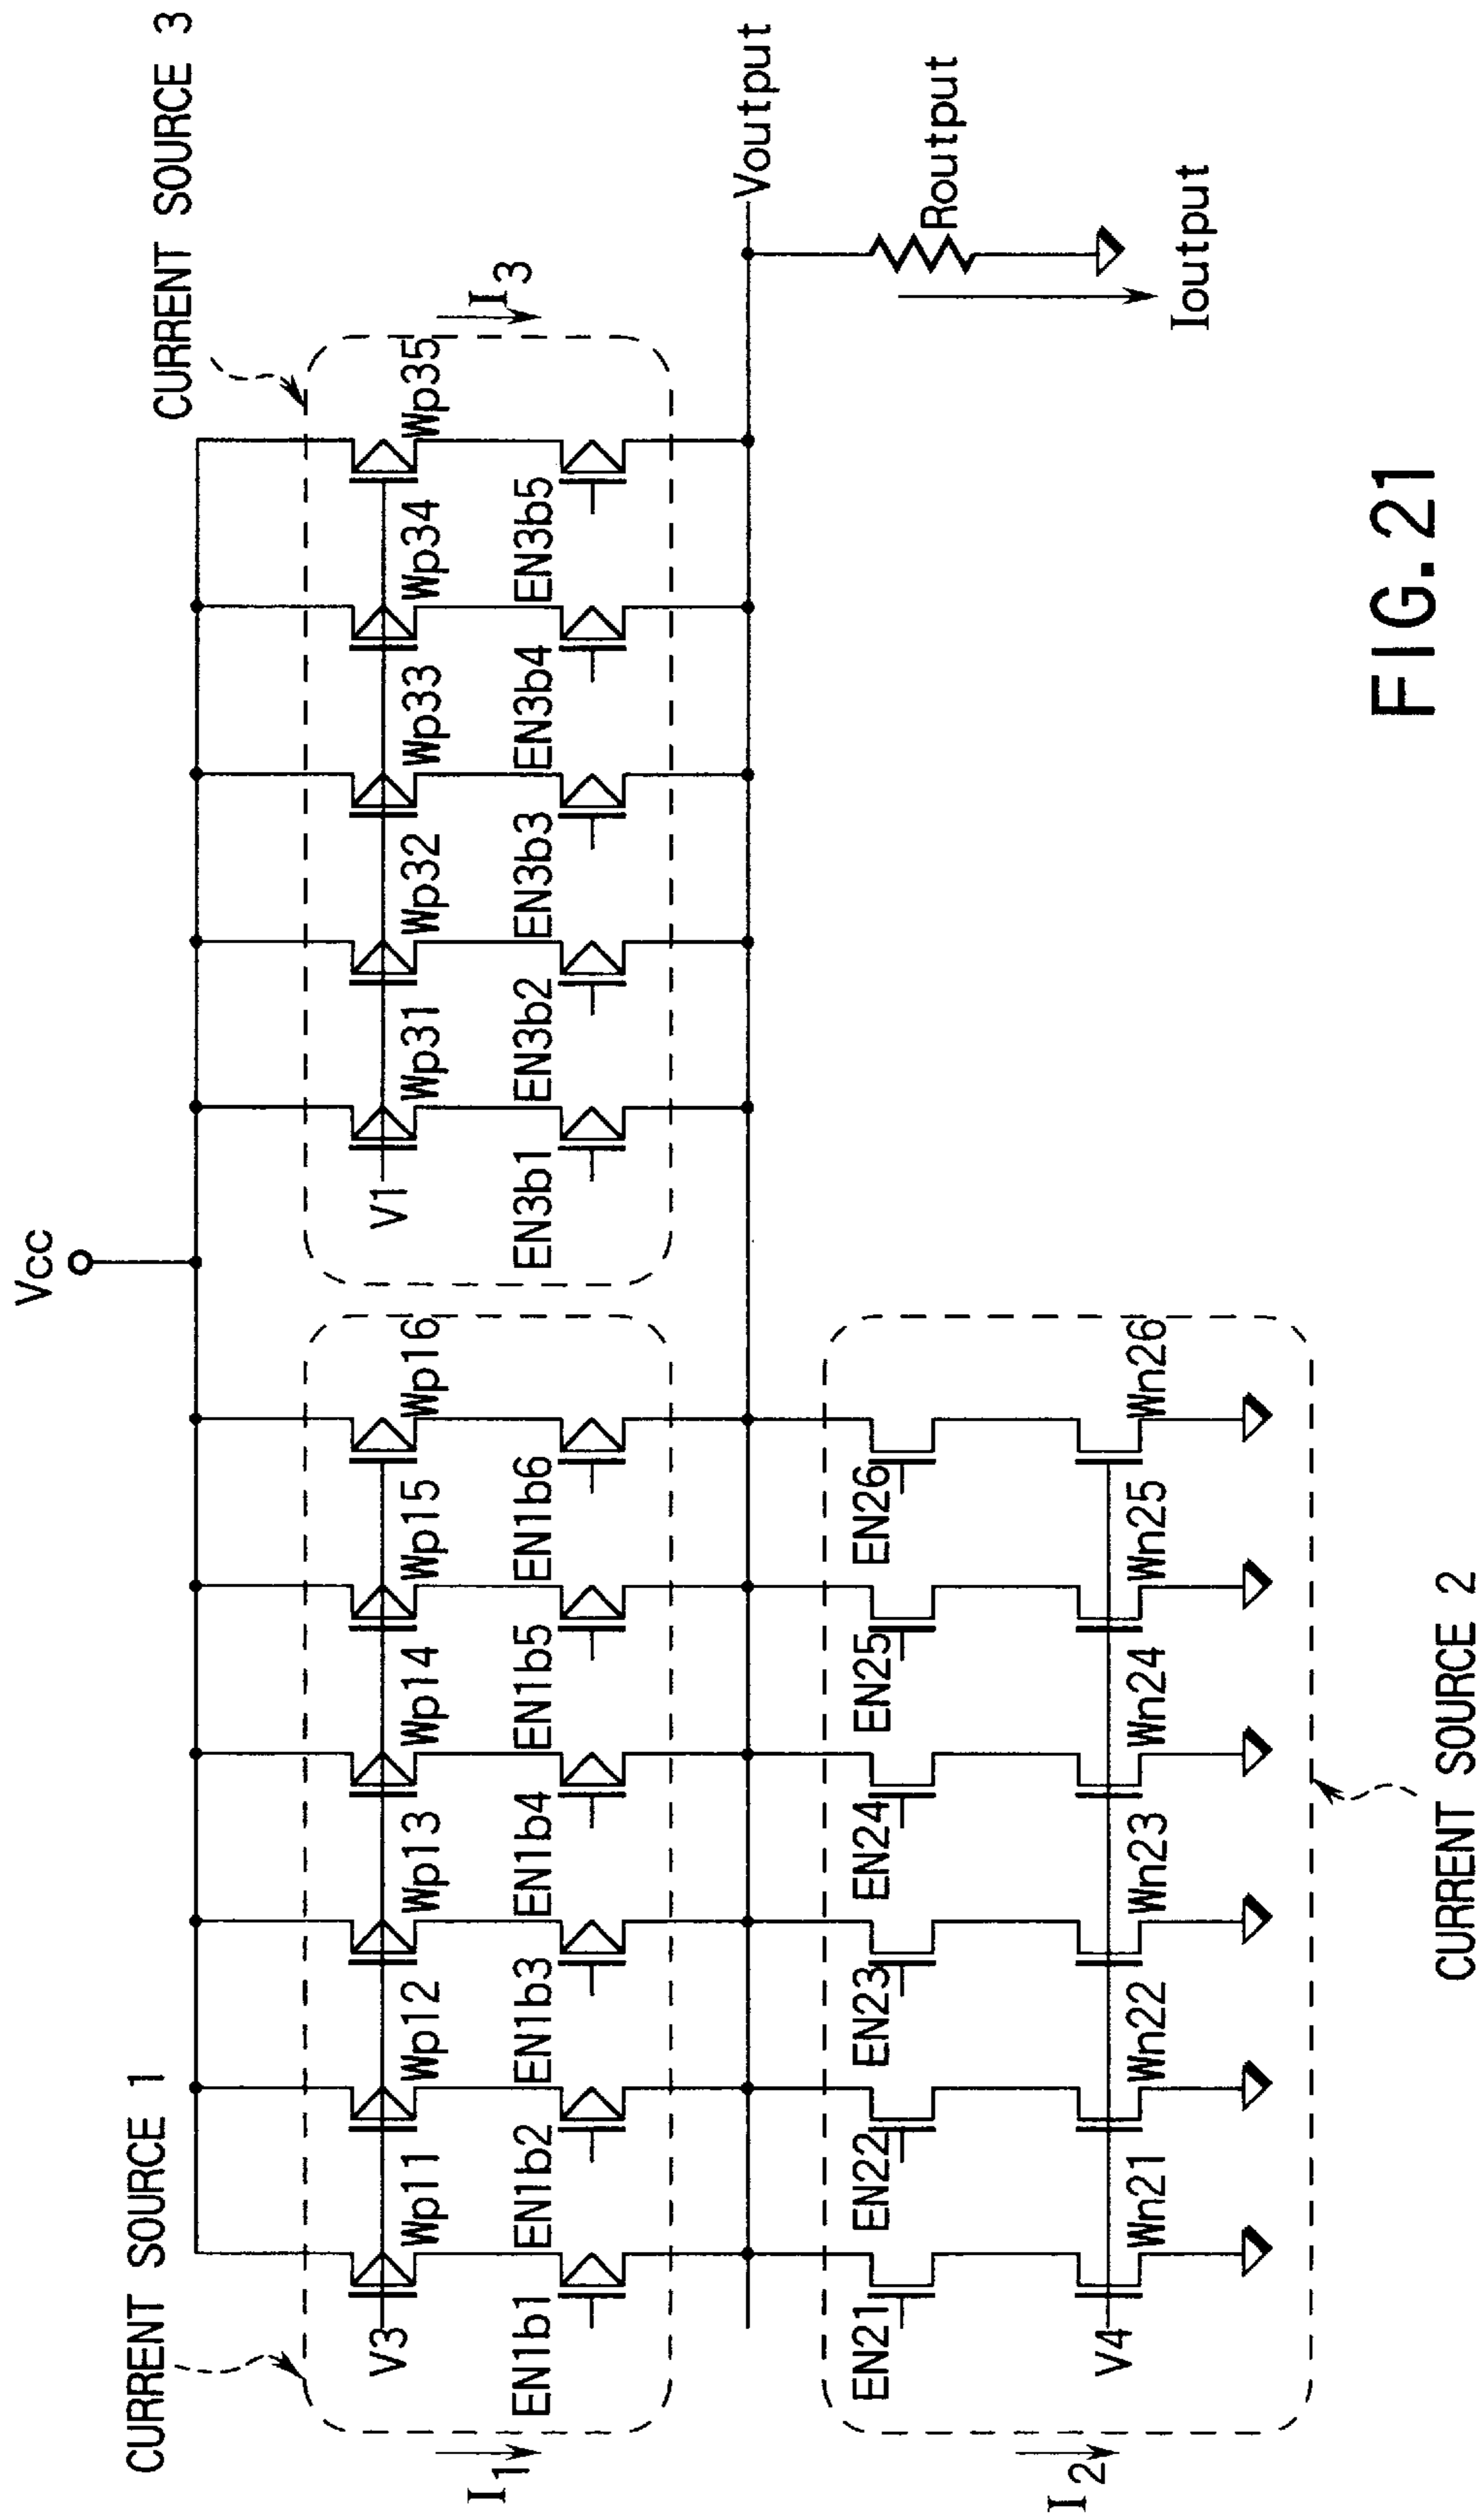 Vcc
CURRENT SOURCE 1
CURRENT SOURCE 3
V3
Wp11
Wp12
Wp13
Wp14
Wp15
Wp16
V1
Wp31
Wp32
Wp33
Wp34
Wp35
I1
I3
EN1b1
EN1b2
EN1b3
EN1b4
EN1b5
EN1b6
EN3b1
EN3b2
EN3b3
EN3b4
EN3b5
Voutput
EN21
EN22
EN23
EN24
EN25
EN26
Routput
I2
V4
Wn21
Wn22
Wn23
Wn24
Wn25
Wn26
Ioutput
CURRENT SOURCE 2
FIG. 21